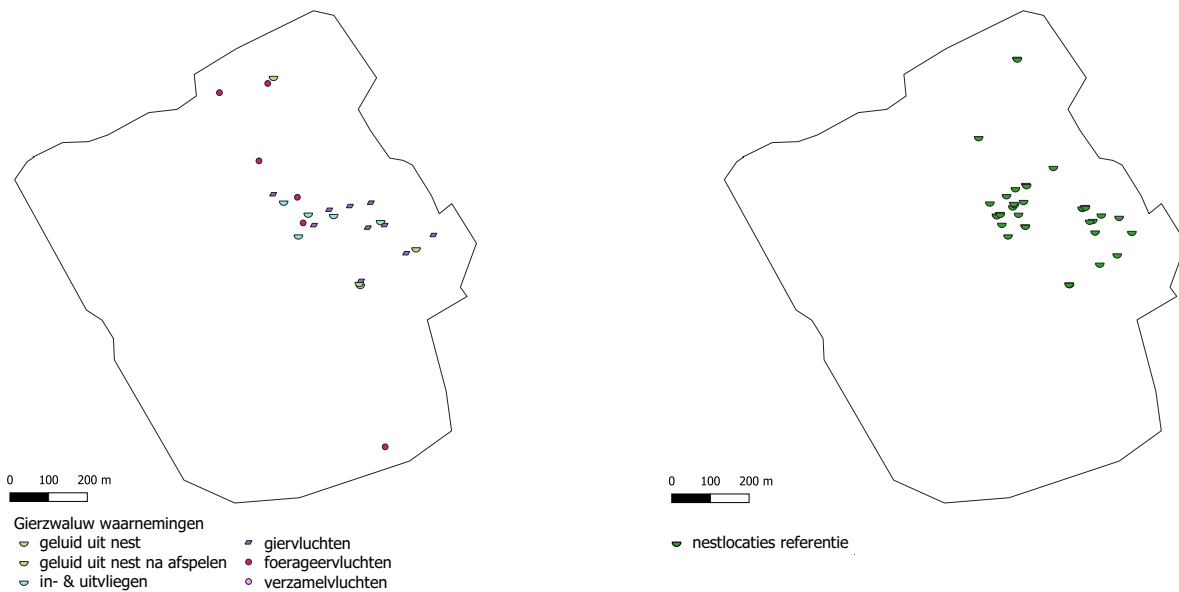 0 100 200 m
0 100 200 m
Gierzwaluw waarnemingen
geluid uit nest
geluid uit nest na afspelen
in- & uitvliegen
giervluchten
foerageervluchten
verzamelvluchten
nestlocaties referentie